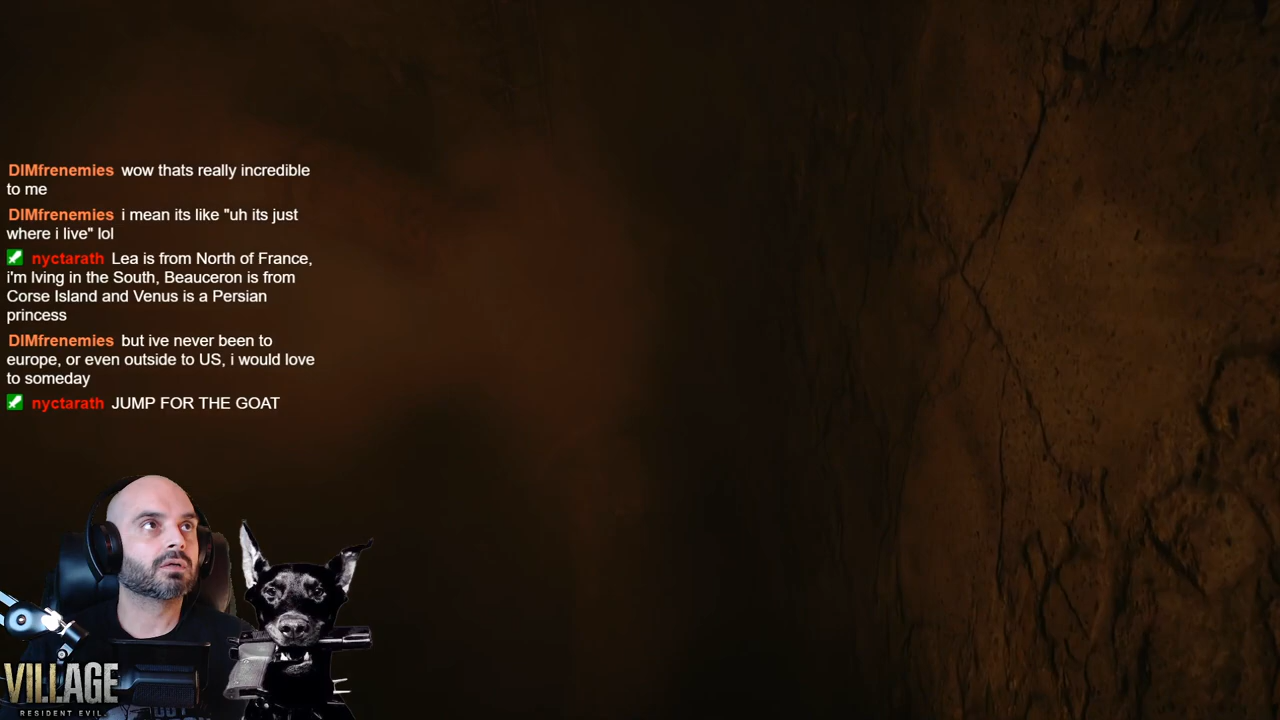 DIMfrenemies wow thats really incredible
to me
DIMfrenemies i mean its like "uh its just
where i live" lol
nyctarath Lea is from North of France,
i'm lving in the South, Beauceron is from
Corse Island and Venus is a Persian
princess
DIMfrenemies but ive never been to
europe, or even outside to US, i would love
to someday
nyctarath JUMP FOR THE GOAT
VILLAGE
RESIDENT EVIL